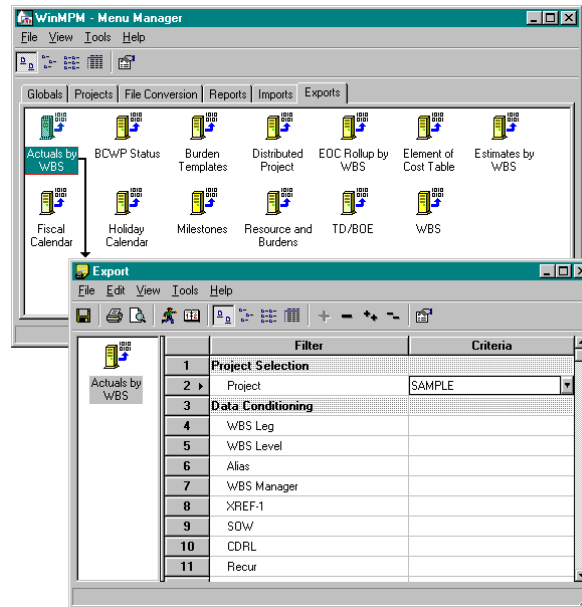 WinMPM - Menu Manager
File View Tools Help
Globals Projects File Conversion Reports Imports Exports
Actuals by WBS
BCWP Status
Burden Templates
Distributed Project
EOC Rollup by WBS
Element of Cost Table
Estimates by WBS
Fiscal Calendar
Holiday Calendar
Milestones
Resource and Burdens
TD/BOE
WBS
Export
File Edit View Tools Help
Actuals by WBS
Filter Criteria
1 Project Selection
2 Project SAMPLE
3 Data Conditioning
4 WBS Leg
5 WBS Level
6 Alias
7 WBS Manager
8 XREF-1
9 SOW
10 CDRL
11 Recur